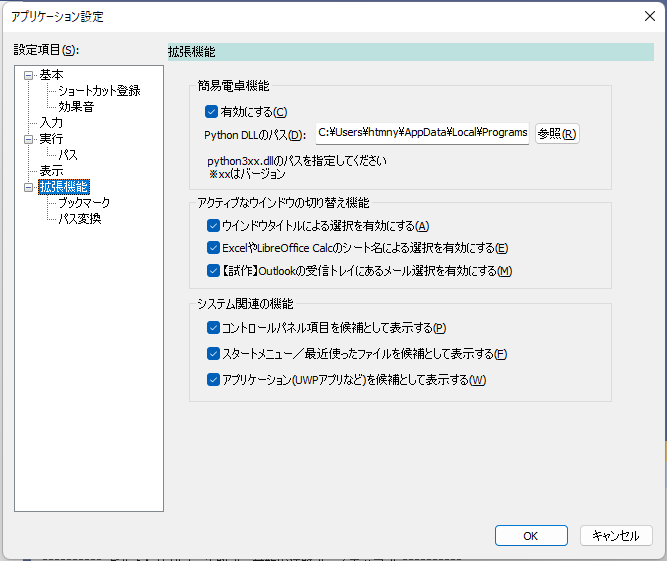 アプリケーション設定
設定項目(S):
基本
ショートカット登録
効果音
入力
実行
パス
表示
拡張機能
ブックマーク
パス変換
拡張機能
簡易電卓機能
有効にする(C)
Python DLLのパス(D):
C:¥Users¥htmny¥AppData¥Local¥Programs
参照(R)
python3xx.dllのパスを指定してください
※xxはバージョン
アクティブなウインドウの切り替え機能
ウインドウタイトルによる選択を有効にする(A)
ExcelやLibreOffice Calcのシート名による選択を有効にする(E)
【試作】Outlookの受信トレイにあるメール選択を有効にする(M)
システム関連の機能
コントロールパネル項目を候補として表示する(P)
スタートメニュー／最近使ったファイルを候補として表示する(F)
アプリケーション(UWPアプリなど)を候補として表示する(W)
OK
キャンセル